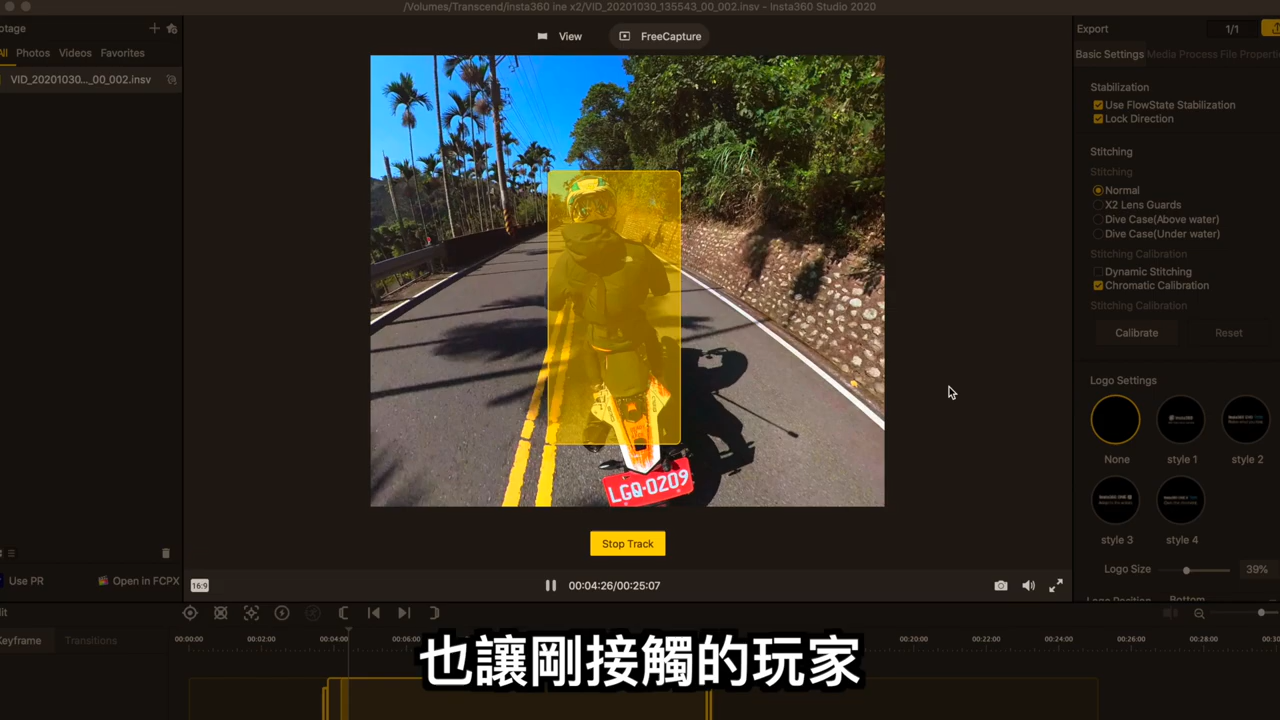 /Volumes/Transcend/insta360 ine x2/VID_20201030_135543_00_002.insv - Insta360 Studio 2020
otage
View
FreeCapture
Export
1/1
All Photos Videos Favorites
Basic Settings Media Process File Propert
VID_20201030..._00_002.insv
Stabilization
Use FlowState Stabilization
Lock Direction
Stitching
Stitching
Normal
X2 Lens Guards
Dive Case(Above water)
Dive Case(Under water)
Stitching Calibration
Dynamic Stitching
Chromatic Calibration
Stitching Calibration
Calibrate
Reset
Logo Settings
None
style 1
style 2
style 3
style 4
Logo Size
39%
Logo Position
Bottom
LGQ-0209
Stop Track
Use PR
Open in FCPX
16:9
00:04:26/00:25:07
dit
Keyframe
Transitions
00:00:00
00:02:00
00:04:00
00:06:
00:20:00
00:22:00
00:24:00
00:26:00
00:28:00
00:30
也讓剛接觸的玩家